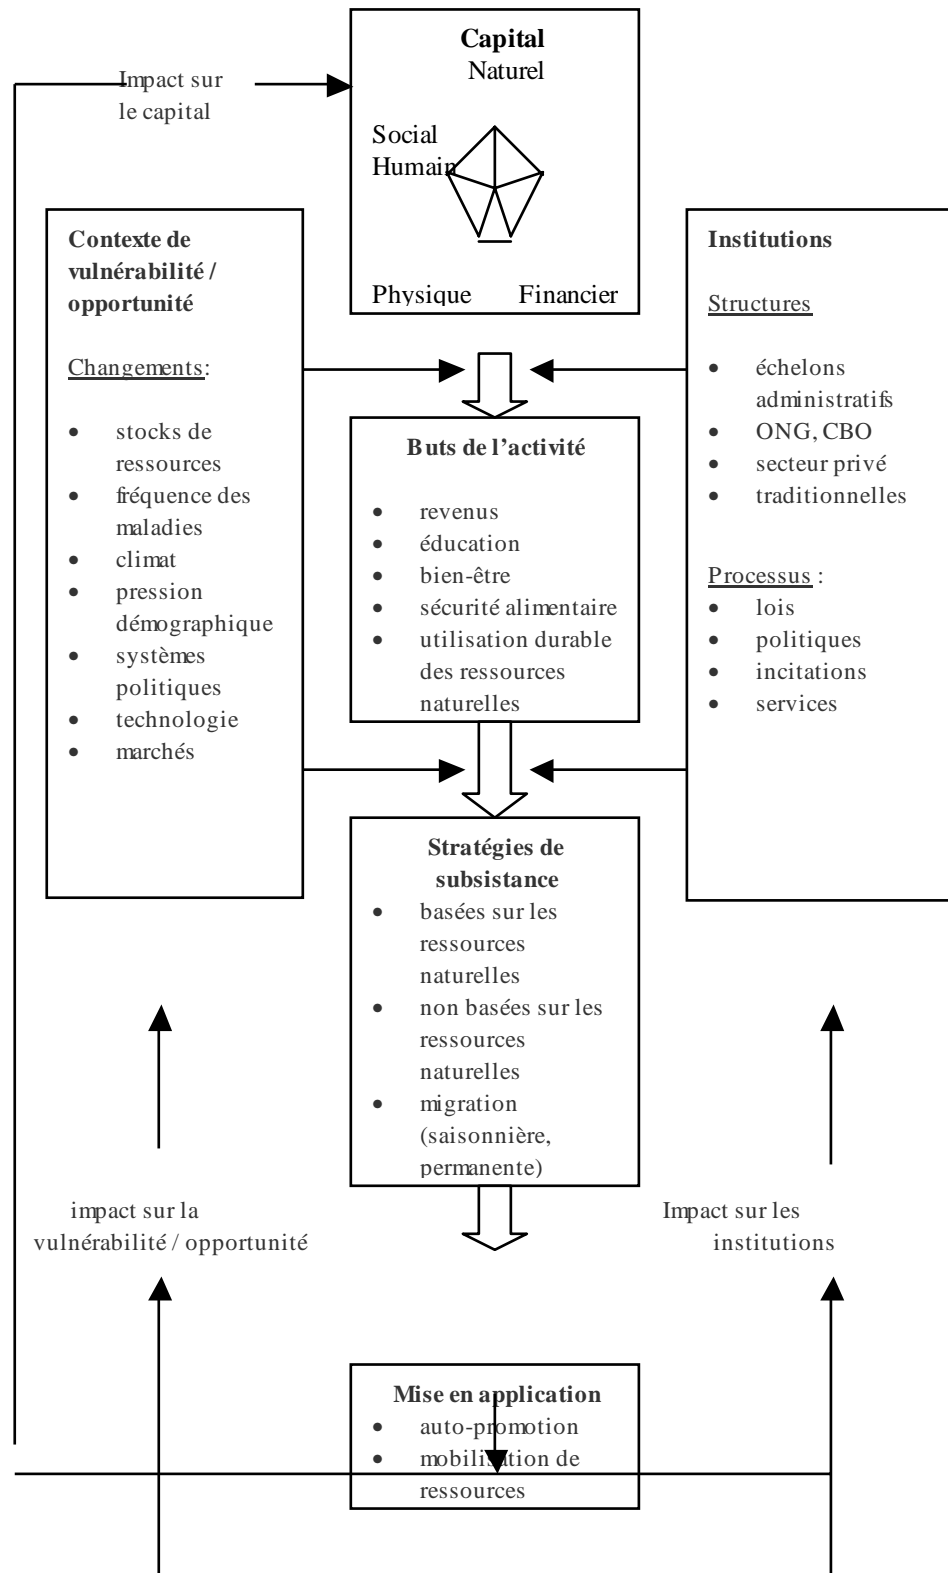 Capital
Naturel
Impact sur
le capital
Social
Humain
Physique Financier
Contexte de
vulnérabilité /
opportunité
Changements:
• stocks de
ressources
• fréquence des
maladies
• climat
• pression
démographique
• systèmes
politiques
• technologie
• marchés
Institutions
Structures
• échelons
administratifs
• ONG, CBO
• secteur privé
• traditionnelles
Processus :
• lois
• politiques
• incitations
• services
Buts de l’activité
• revenus
• éducation
• bien-être
• sécurité alimentaire
• utilisation durable
des ressources
naturelles
Stratégies de
subsistance
• basées sur les
ressources
naturelles
• non basées sur les
ressources
naturelles
• migration
(saisonnière,
permanente)
impact sur la
vulnérabilité / opportunité
Impact sur les
institutions
Mise en application
• auto-promotion
• mobilisation de
ressources